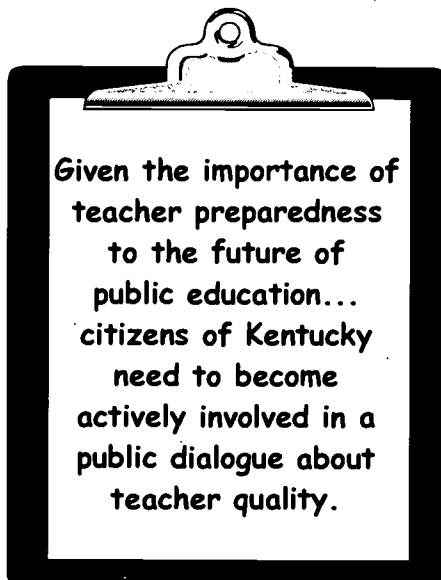 Given the importance of
teacher preparedness
to the future of
public education...
citizens of Kentucky
need to become
actively involved in a
public dialogue about
teacher quality.